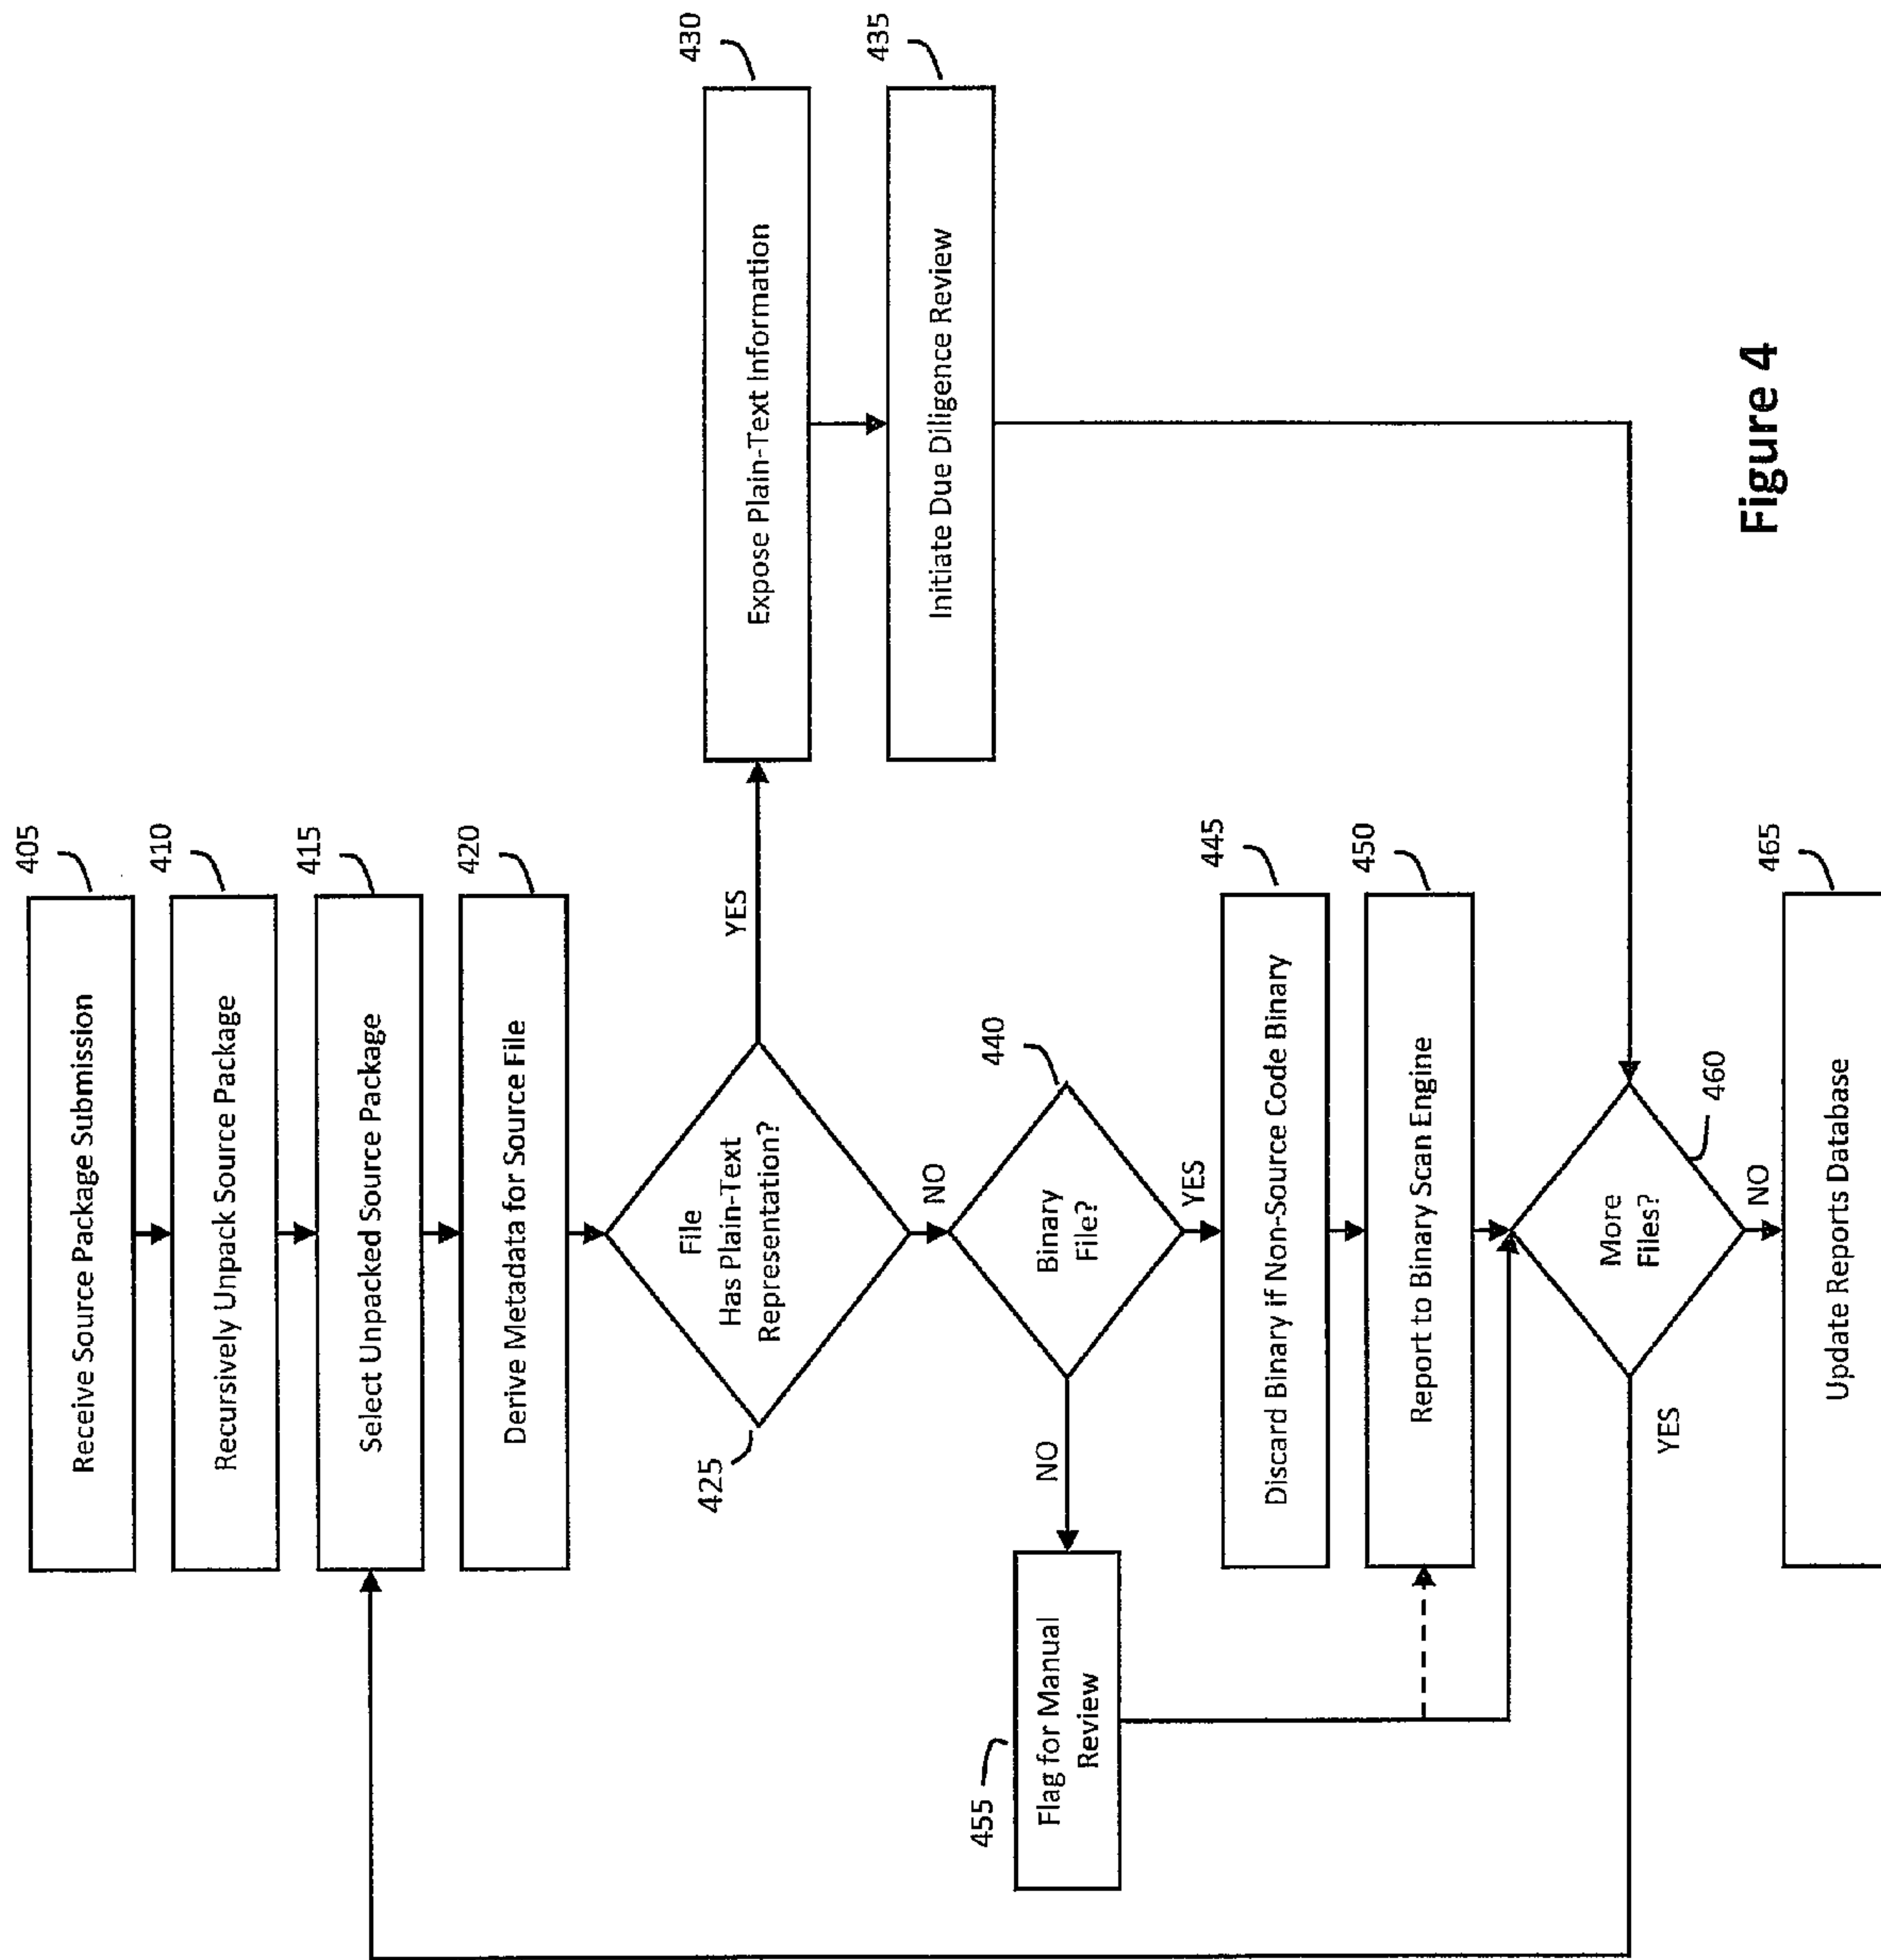 Receive Source Package Submission
405
Recursively Unpack Source Package
410
Select Unpacked Source Package
415
Derive Metadata for Source File
420
File
Has Plain-Text
Representation?
425
YES
NO
Expose Plain-Text Information
430
Initiate Due Diligence Review
435
Binary
File?
440
YES
NO
Discard Binary if Non-Source Code Binary
445
Report to Binary Scan Engine
450
Flag for Manual
Review
455
More
Files?
460
NO
YES
Update Reports Database
465
Figure 4